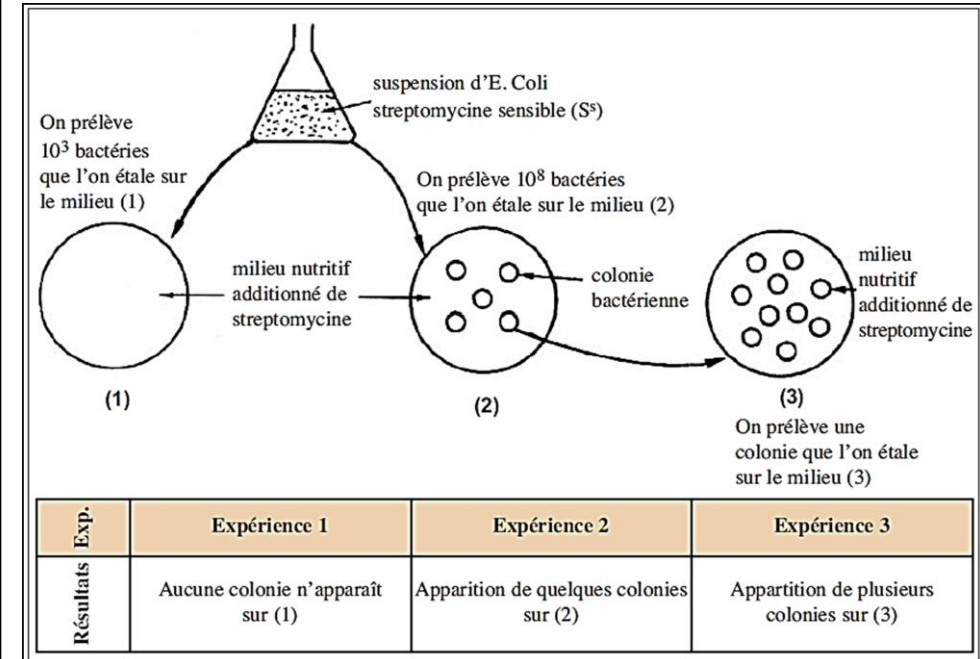 suspension d'E. Coli
streptomycine sensible (Sˢ)
On prélève
10³ bactéries
que l'on étale sur
le milieu (1)
On prélève 10⁸ bactéries
que l'on étale sur le milieu (2)
milieu nutritif
additionné de
streptomycine
colonie
bactérienne
milieu
nutritif
additionné de
streptomycine
(1)
(2)
(3)
On prélève une
colonie que l'on étale
sur le milieu (3)
Exp.
Expérience 1
Expérience 2
Expérience 3
Résultats
Aucune colonie n'apparaît
sur (1)
Apparition de quelques colonies
sur (2)
Appartition de plusieurs
colonies sur (3)